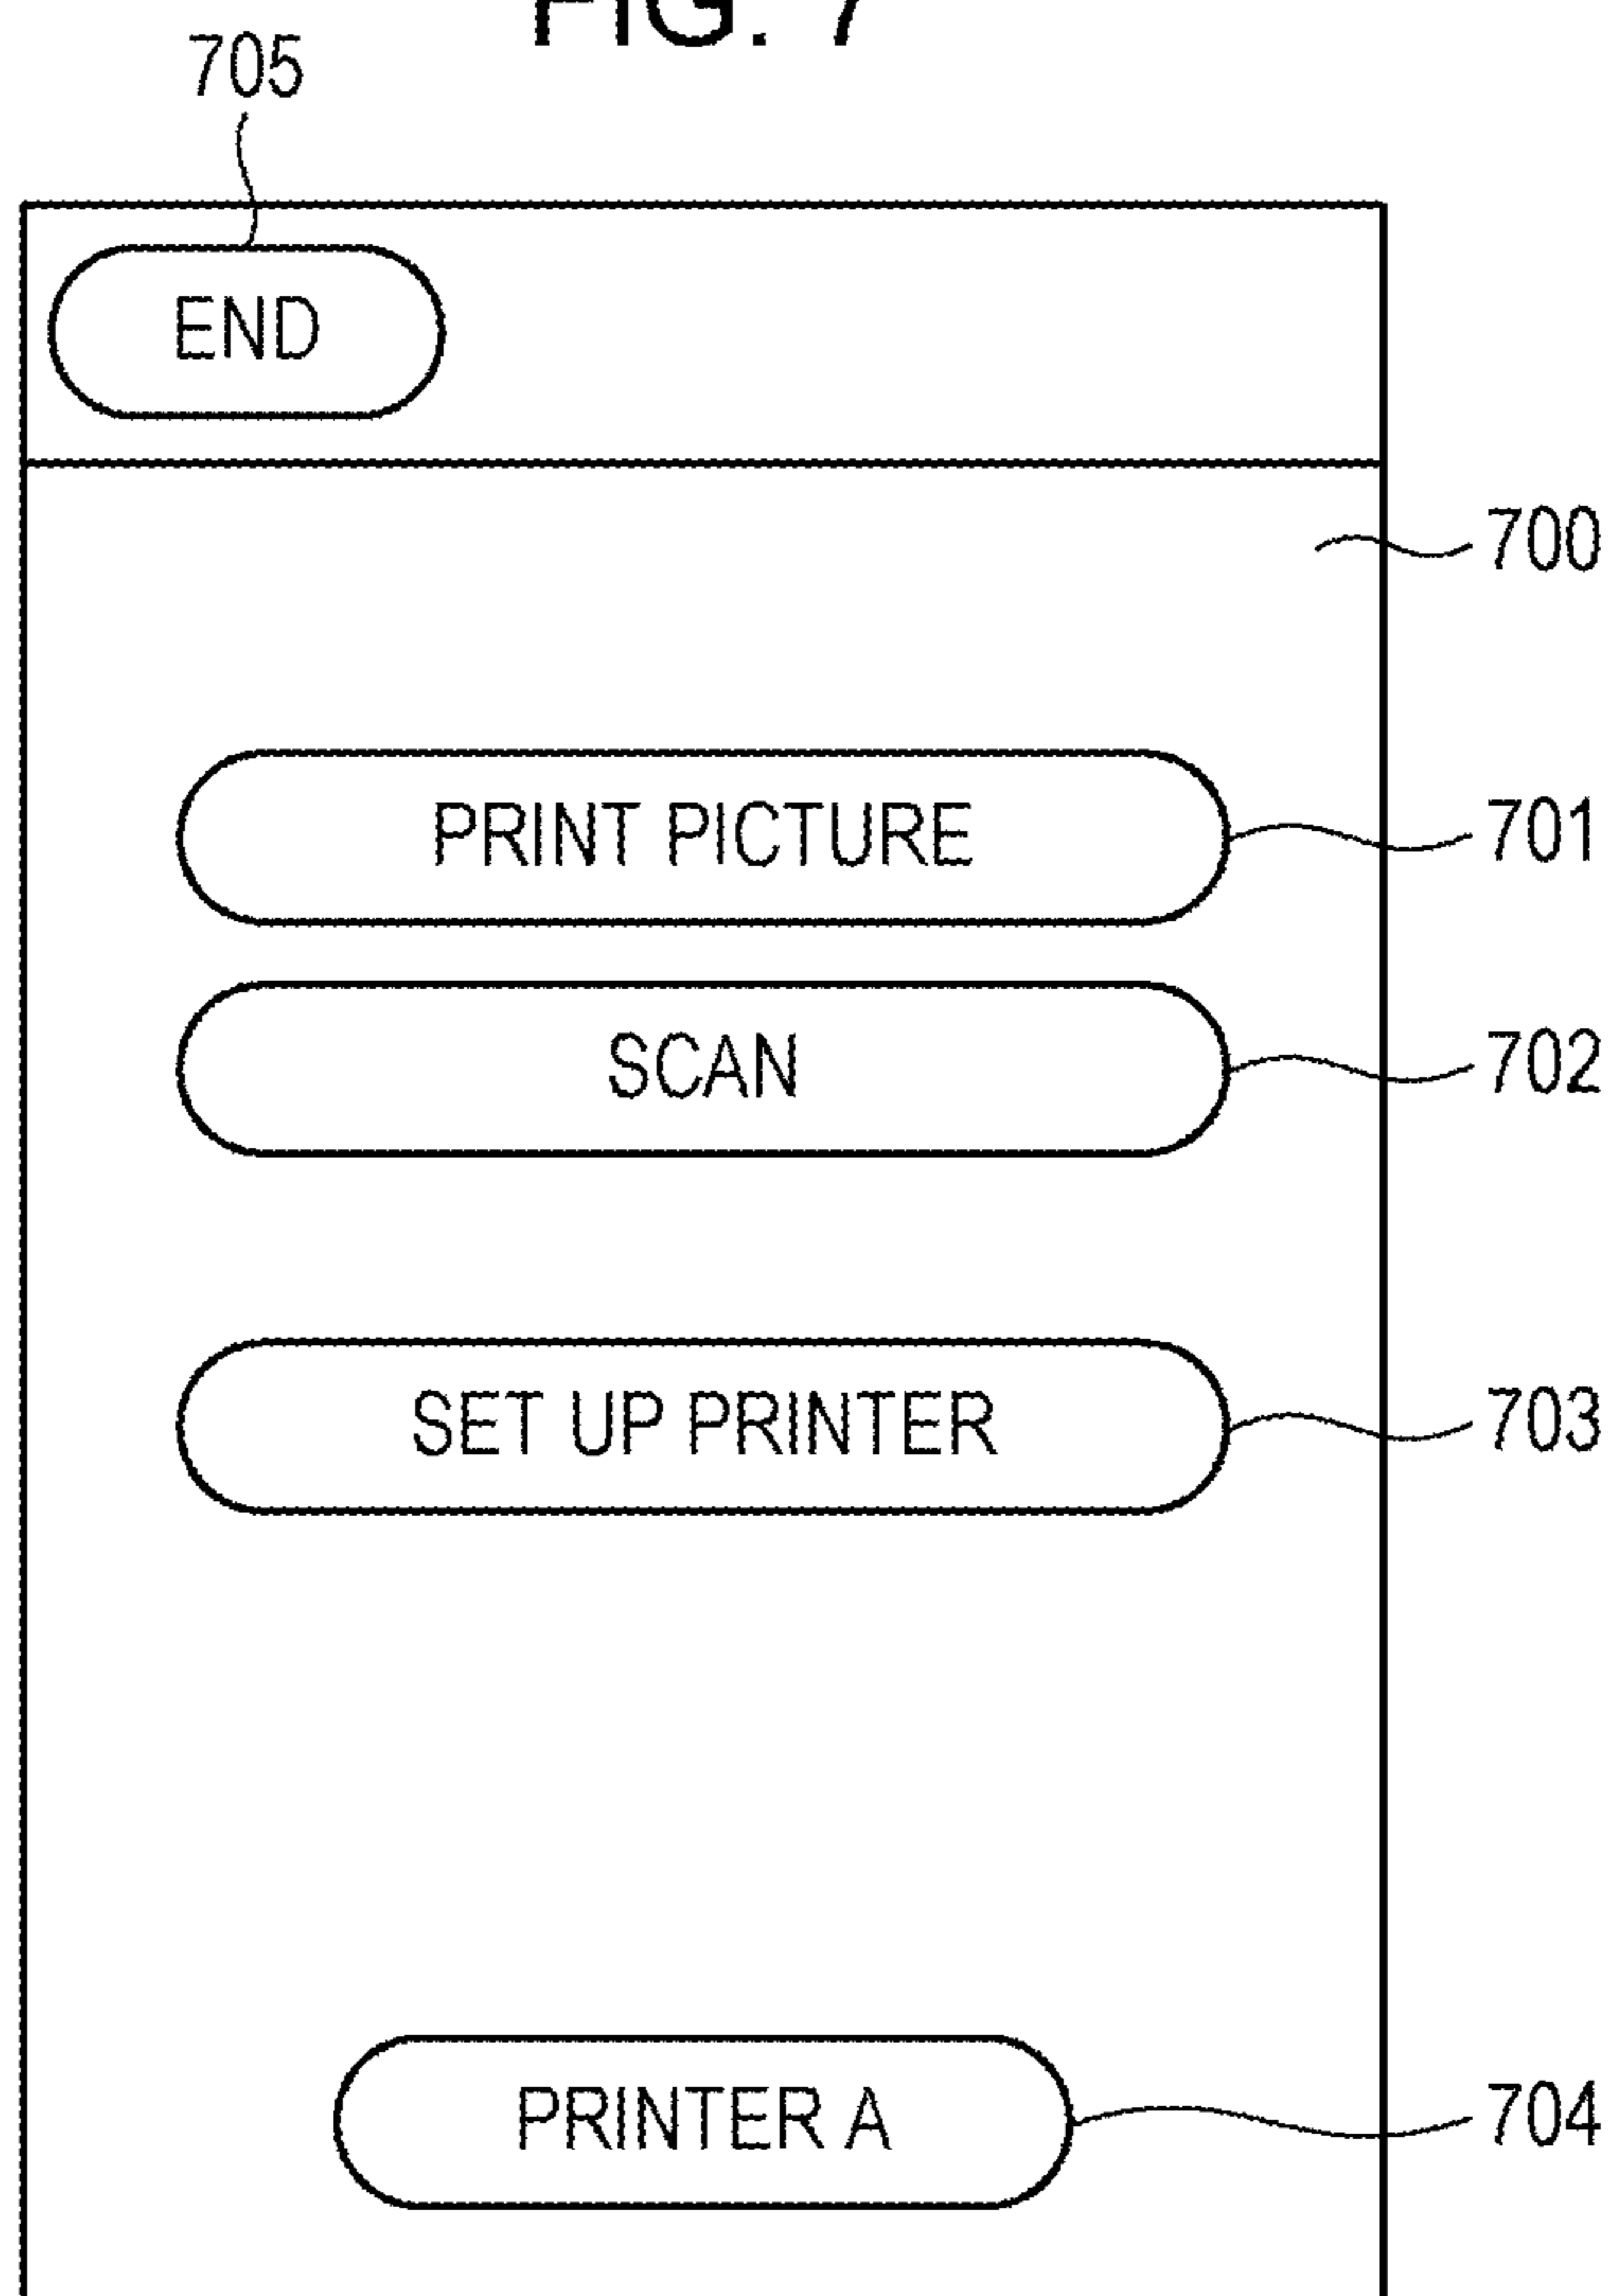 FIG. 7
705
END
700
PRINT PICTURE
701
SCAN
702
SET UP PRINTER
703
PRINTER A
704